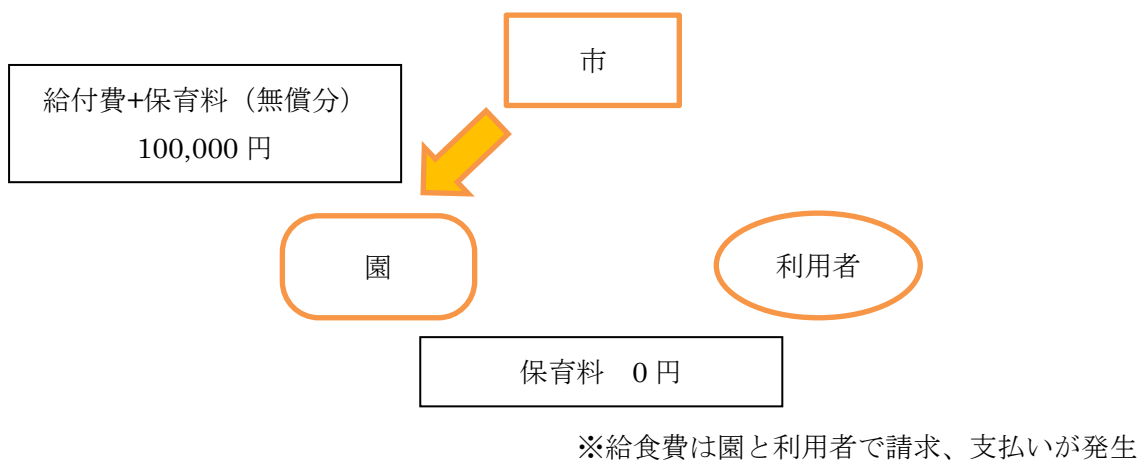 市
給付費+保育料（無償分）
100,000 円
園
利用者
保育料　0 円
※給食費は園と利用者で請求、支払いが発生